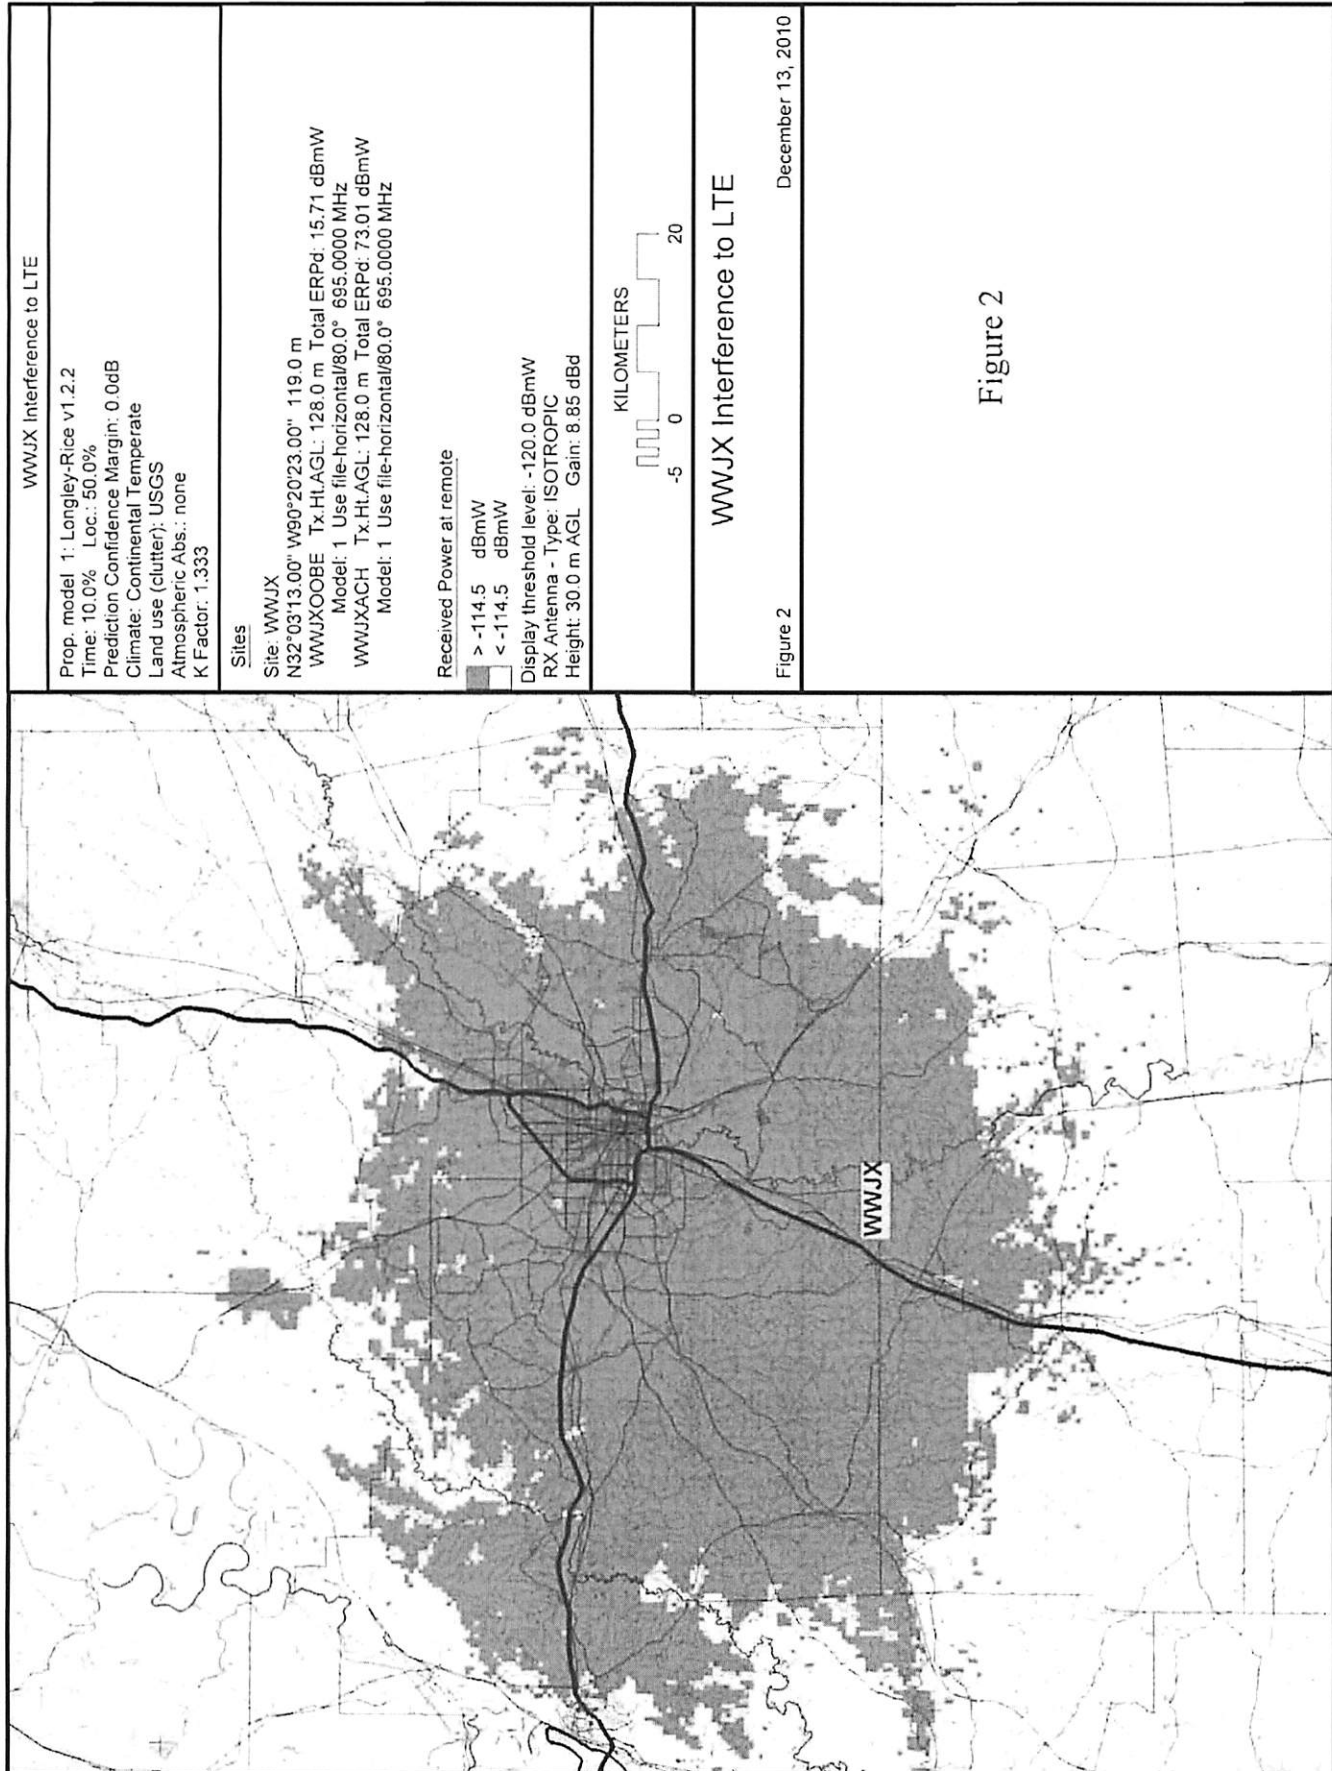 WWJX Interference to LTE
Prop. model 1: Longley-Rice v1.2.2
Time: 10.0% Loc.: 50.0%
Prediction Confidence Margin: 0.0dB
Climate: Continental Temperate
Land use (clutter): USGS
Atmospheric Abs.: none
K Factor: 1.333
Sites
Site: WWJX
N32°03'13.00" W90°20'23.00" 119.0 m
WWJXOOBE Tx.Ht.AGL: 128.0 m Total ERPd: 15.71 dBmW
Model: 1 Use file-horizontal/80.0° 695.0000 MHz
WWJXACH Tx.Ht.AGL: 128.0 m Total ERPd: 73.01 dBmW
Model: 1 Use file-horizontal/80.0° 695.0000 MHz
Received Power at remote
> -114.5 dBmW
< -114.5 dBmW
Display threshold level: -120.0 dBmW
RX Antenna - Type: ISOTROPIC
Height: 30.0 m AGL Gain: 8.85 dBd
KILOMETERS
-5 0 20
WWJX Interference to LTE
Figure 2 December 13, 2010
Figure 2
WWJX